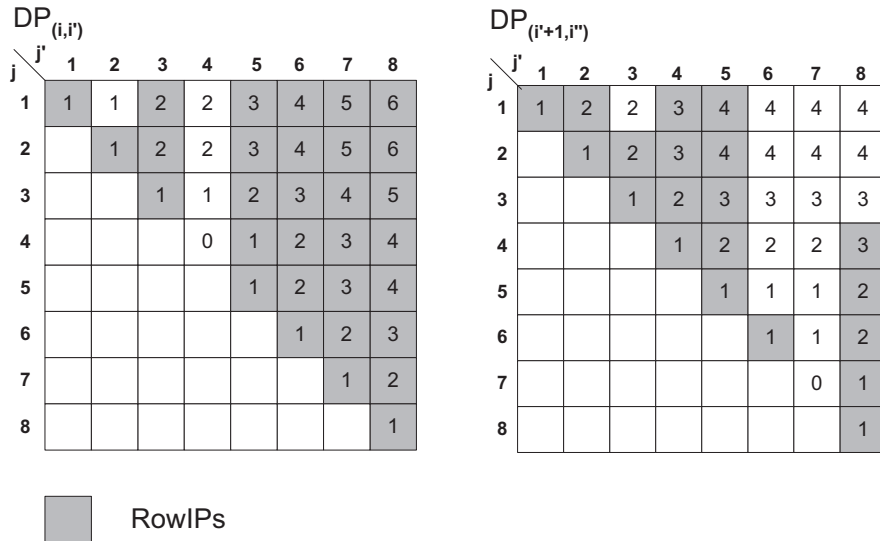 DP(i,i')
j j' 1 2 3 4 5 6 7 8
1 1 1 2 2 3 4 5 6
2 1 2 2 3 4 5 6
3 1 1 2 3 4 5
4 0 1 2 3 4
5 1 2 3 4
6 1 2 3
7 1 2
8 1
DP(i'+1,i'')
j j' 1 2 3 4 5 6 7 8
1 1 2 2 3 4 4 4 4
2 1 2 3 4 4 4 4
3 1 2 3 3 3 3
4 1 2 2 2 3
5 1 1 1 2
6 1 1 2
7 0 1
8 1
RowIPs